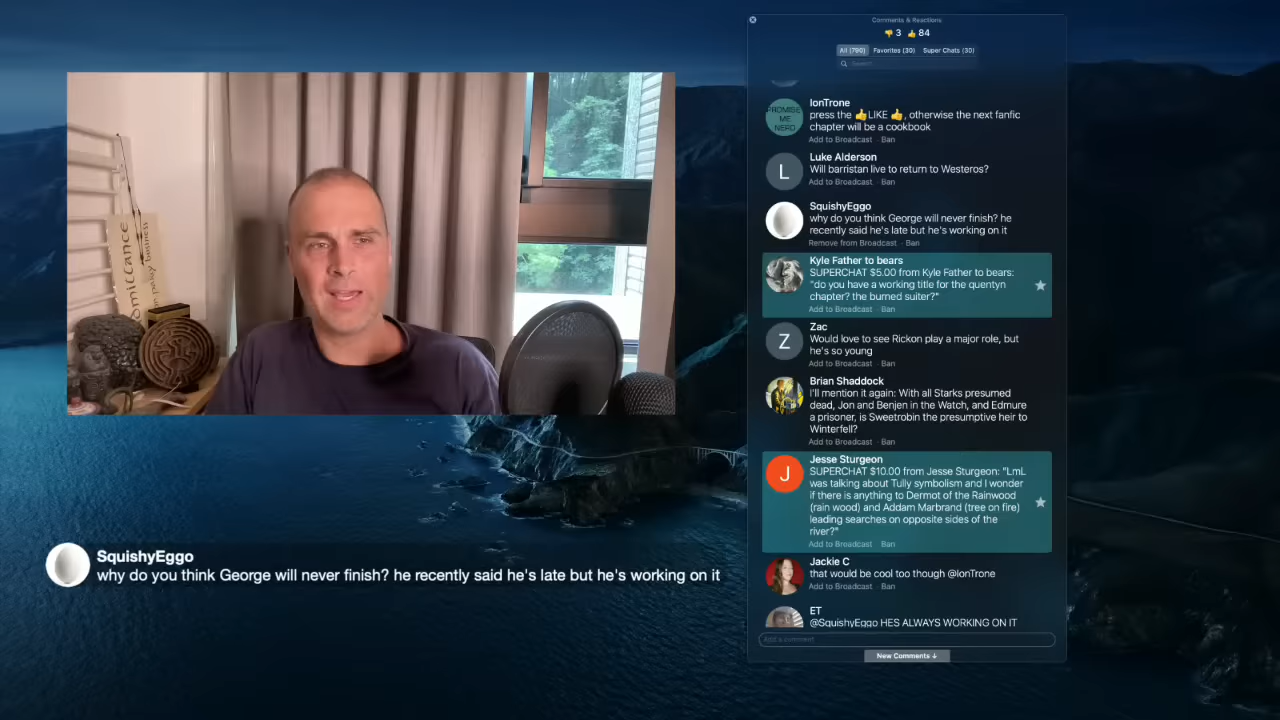 Comments & Reactions
👎 3 👍 84
All (790) Favorites (30) Super Chats (30)
Search
IonTrone
press the 👍LIKE 👍, otherwise the next fanfic
chapter will be a cookbook
Add to Broadcast · Ban
Luke Alderson
Will barristan live to return to Westeros?
Add to Broadcast · Ban
SquishyEggo
why do you think George will never finish? he
recently said he's late but he's working on it
Remove from Broadcast · Ban
Kyle Father to bears
SUPERCHAT $5.00 from Kyle Father to bears:
"do you have a working title for the quentyn
chapter? the burned suiter?"
Add to Broadcast · Ban
Z
Zac
Would love to see Rickon play a major role, but
he's so young
Add to Broadcast · Ban
Brian Shaddock
I'll mention it again: With all Starks presumed
dead, Jon and Benjen in the Watch, and Edmure
a prisoner, is Sweetrobin the presumptive heir to
Winterfell?
Add to Broadcast · Ban
J
Jesse Sturgeon
SUPERCHAT $10.00 from Jesse Sturgeon: "LmL
was talking about Tully symbolism and I wonder
if there is anything to Dermot of the Rainwood
(rain wood) and Addam Marbrand (tree on fire)
leading searches on opposite sides of the
river?"
Add to Broadcast · Ban
Jackie C
that would be cool too though @IonTrone
Add to Broadcast · Ban
ET
@SquishyEggo HES ALWAYS WORKING ON IT
Add a comment
New Comments ↓
PROMISE
ME
NERD
L
SquishyEggo
why do you think George will never finish? he recently said he's late but he's working on it